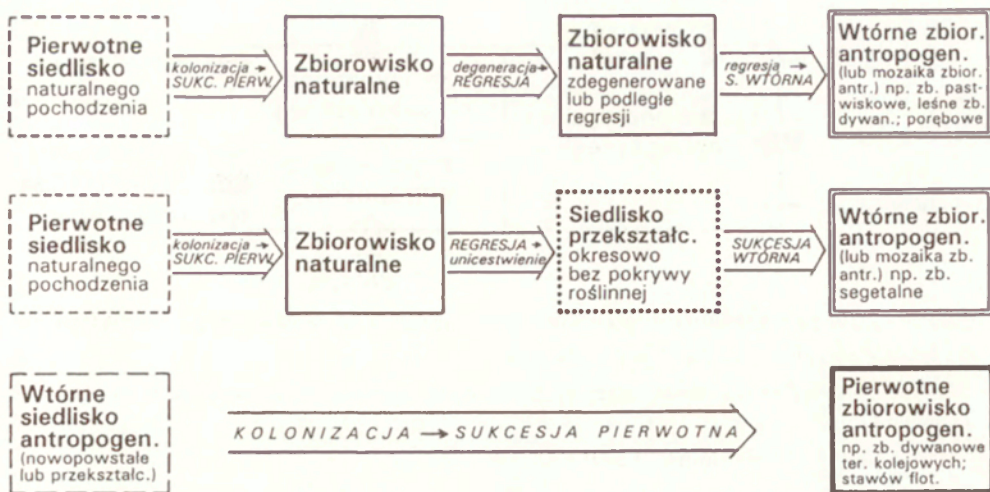 Pierwotne
siedlisko
naturalnego
pochodzenia
kolonizacja →
SUKC. PIERW.
Zbiorowisko
naturalne
degeneracja→
REGRESJA
Zbiorowisko
naturalne
zdegenerowane
lub podległe
regresji
regresja →
S. WTÓRNA
Wtórne zbior.
antropogen.
(lub mozaika zbior.
antr.) np. zb. past-
wiskowe, leśne zb.
dywan.; porębowe
Pierwotne
siedlisko
naturalnego
pochodzenia
kolonizacja →
SUKC. PIERW.
Zbiorowisko
naturalne
REGRESJA →
unicestwienie
Siedlisko
przekształc.
okresowo
bez pokrywy
roślinnej
SUKCESJA
WTÓRNA
Wtórne zbior.
antropogen.
(lub mozaika zb.
antr.) np. zb.
segetalne
Wtórne
siedlisko
antropogen.
(nowopowstałe
lub przekształc.)
KOLONIZACJA → SUKCESJA PIERWOTNA
Pierwotne
zbiorowisko
antropogen.
np. zb. dywanowe
ter. kolejowych;
stawów flot.